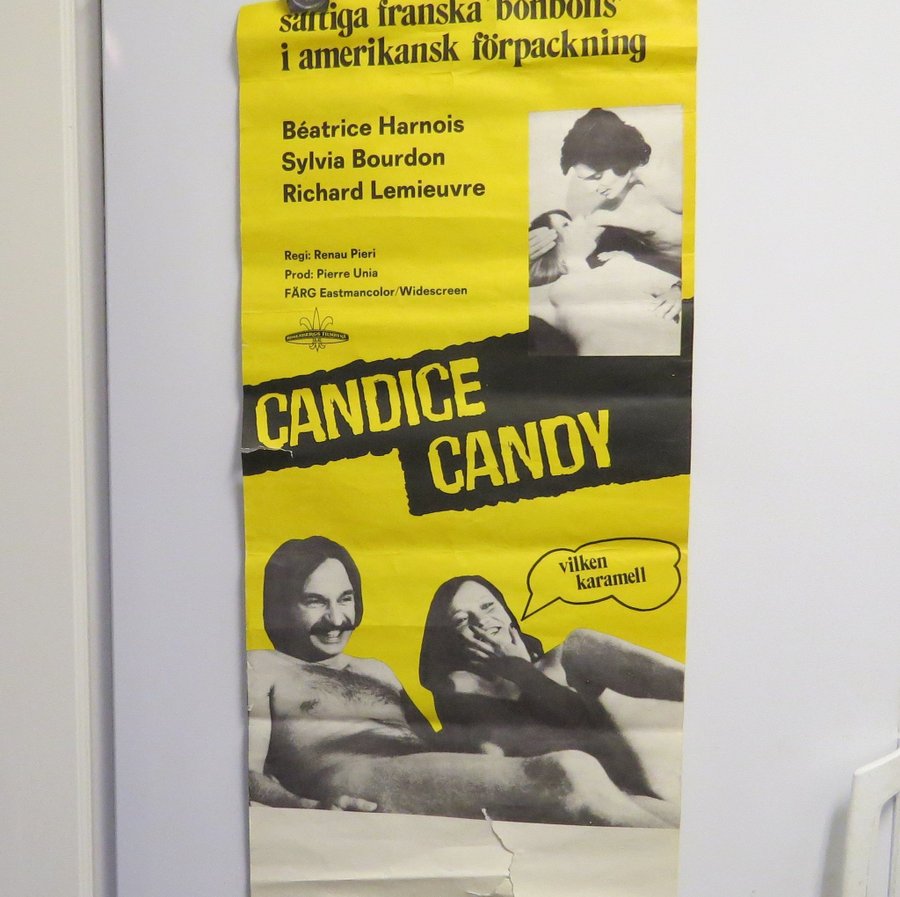 saftiga franska 'bonbons'
i amerikansk förpackning
Béatrice Harnois
Sylvia Bourdon
Richard Lemieuvre
Regi: Renau Pieri
Prod: Pierre Unia
FÄRG Eastmancolor/Widescreen
CANDICE
CANDY
vilken
karamell